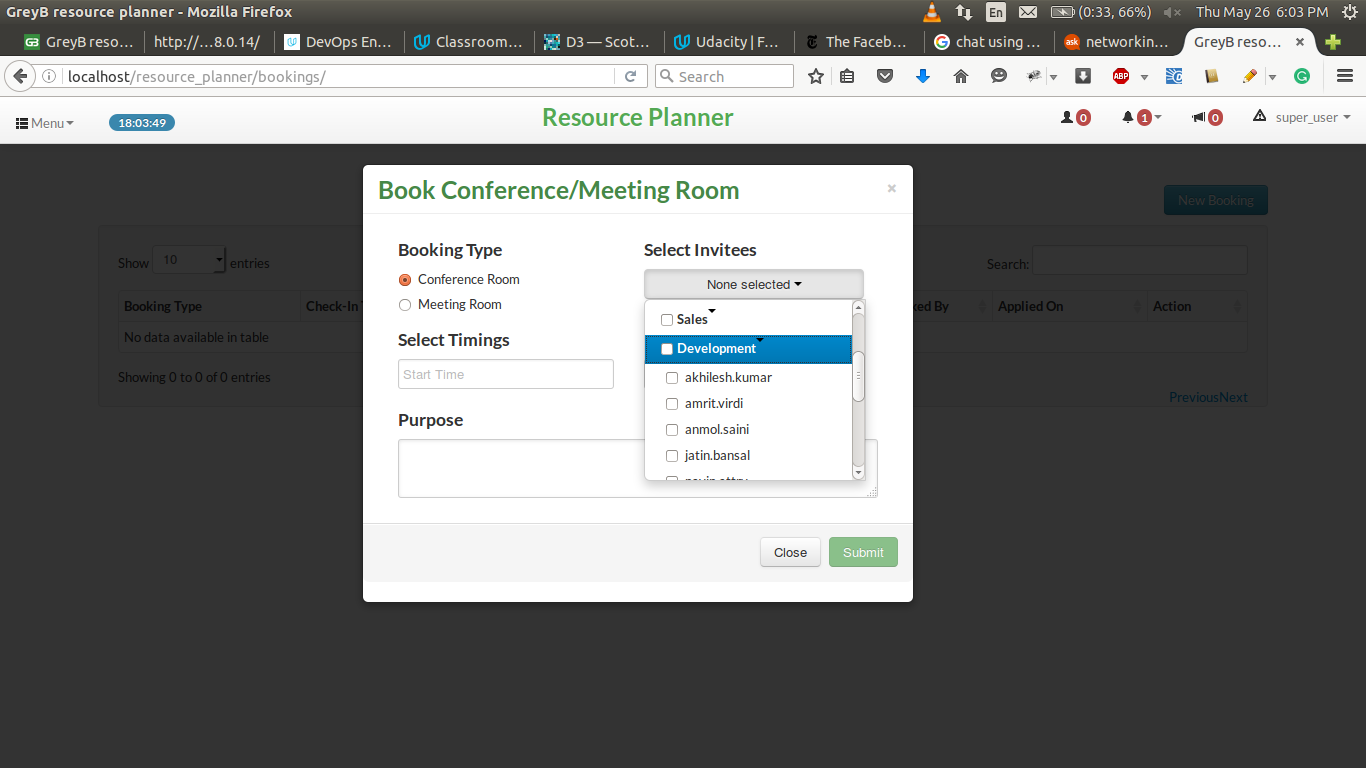 GreyB resource planner - Mozilla Firefox
En
(0:33, 66%)
Thu May 26 6:03 PM
GreyB reso...
http://...8.0.14/
DevOps En...
Classroom...
D3 — Scot...
Udacity | F...
The Faceb...
chat using ...
ask networkin...
GreyB reso...
localhost/resource_planner/bookings/
Search
ABP
Menu
18:03:49
Resource Planner
0
1
0
super_user
Book Conference/Meeting Room
×
New Booking
Booking Type
Select Invitees
Show 10 entries
Search:
Conference Room
None selected
Meeting Room
Booking Type
Check-In
ked By
Applied On
Action
Sales
No data available in table
Select Timings
Development
Start Time
akhilesh.kumar
Showing 0 to 0 of 0 entries
amrit.virdi
PreviousNext
Purpose
anmol.saini
jatin.bansal
Close
Submit